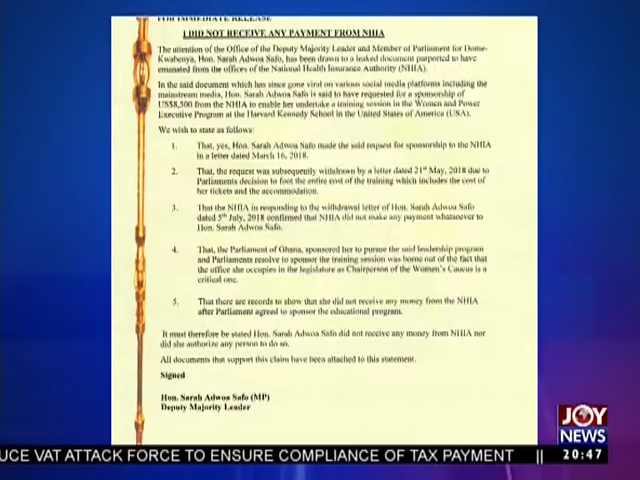 FOR IMMEDIATE RELEASE
I DID NOT RECEIVE ANY PAYMENT FROM NHIA
The attention of the Office of the Deputy Majority Leader and Member of Parliament for Dome-
Kwabenya, Hon. Sarah Adwoa Safo, has been drawn to a leaked document purported to have
emanated from the offices of the National Health Insurance Authority (NHIA).
In the said document which has since gone viral on various social media platforms including the
mainstream media, Hon. Sarah Adwoa Safo is said to have requested for a sponsorship of
US$8,500 from the NHIA to enable her undertake a training session in the Women and Power
Executive Program at the Harvard Kennedy School in the United States of America (USA).
We wish to state as follows:
1. That, yes, Hon. Sarah Adwoa Safo made the said request for sponsorship to the NHIA
in a letter dated March 16, 2018.
2. That, the request was subsequently withdrawn by a letter dated 21st May, 2018 due to
Parliaments decision to foot the entire cost of the training which includes the cost of
her tickets and the accommodation.
3. That the NHIA in responding to the withdrawal letter of Hon. Sarah Adwoa Safo
dated 5th July, 2018 confirmed that NHIA did not make any payment whatsoever to
Hon. Sarah Adwoa Safo.
4. That, the Parliament of Ghana, sponsored her to pursue the said leadership program
and Parliaments resolve to sponsor the training session was borne out of the fact that
the office she occupies in the legislature as Chairperson of the Women's Caucus is a
critical one.
5. That there are records to show that she did not receive any money from the NHIA
after Parliament agreed to sponsor the educational program.
It must therefore be stated Hon. Sarah Adwoa Safo did not receive any money from NHIA nor
did she authorize any person to do so.
All documents that support this claim have been attached to this statement.
Signed
Hon. Sarah Adwoa Safo (MP)
Deputy Majority Leader
JOY
NEWS
UCE VAT ATTACK FORCE TO ENSURE COMPLIANCE OF TAX PAYMENT || 20:47